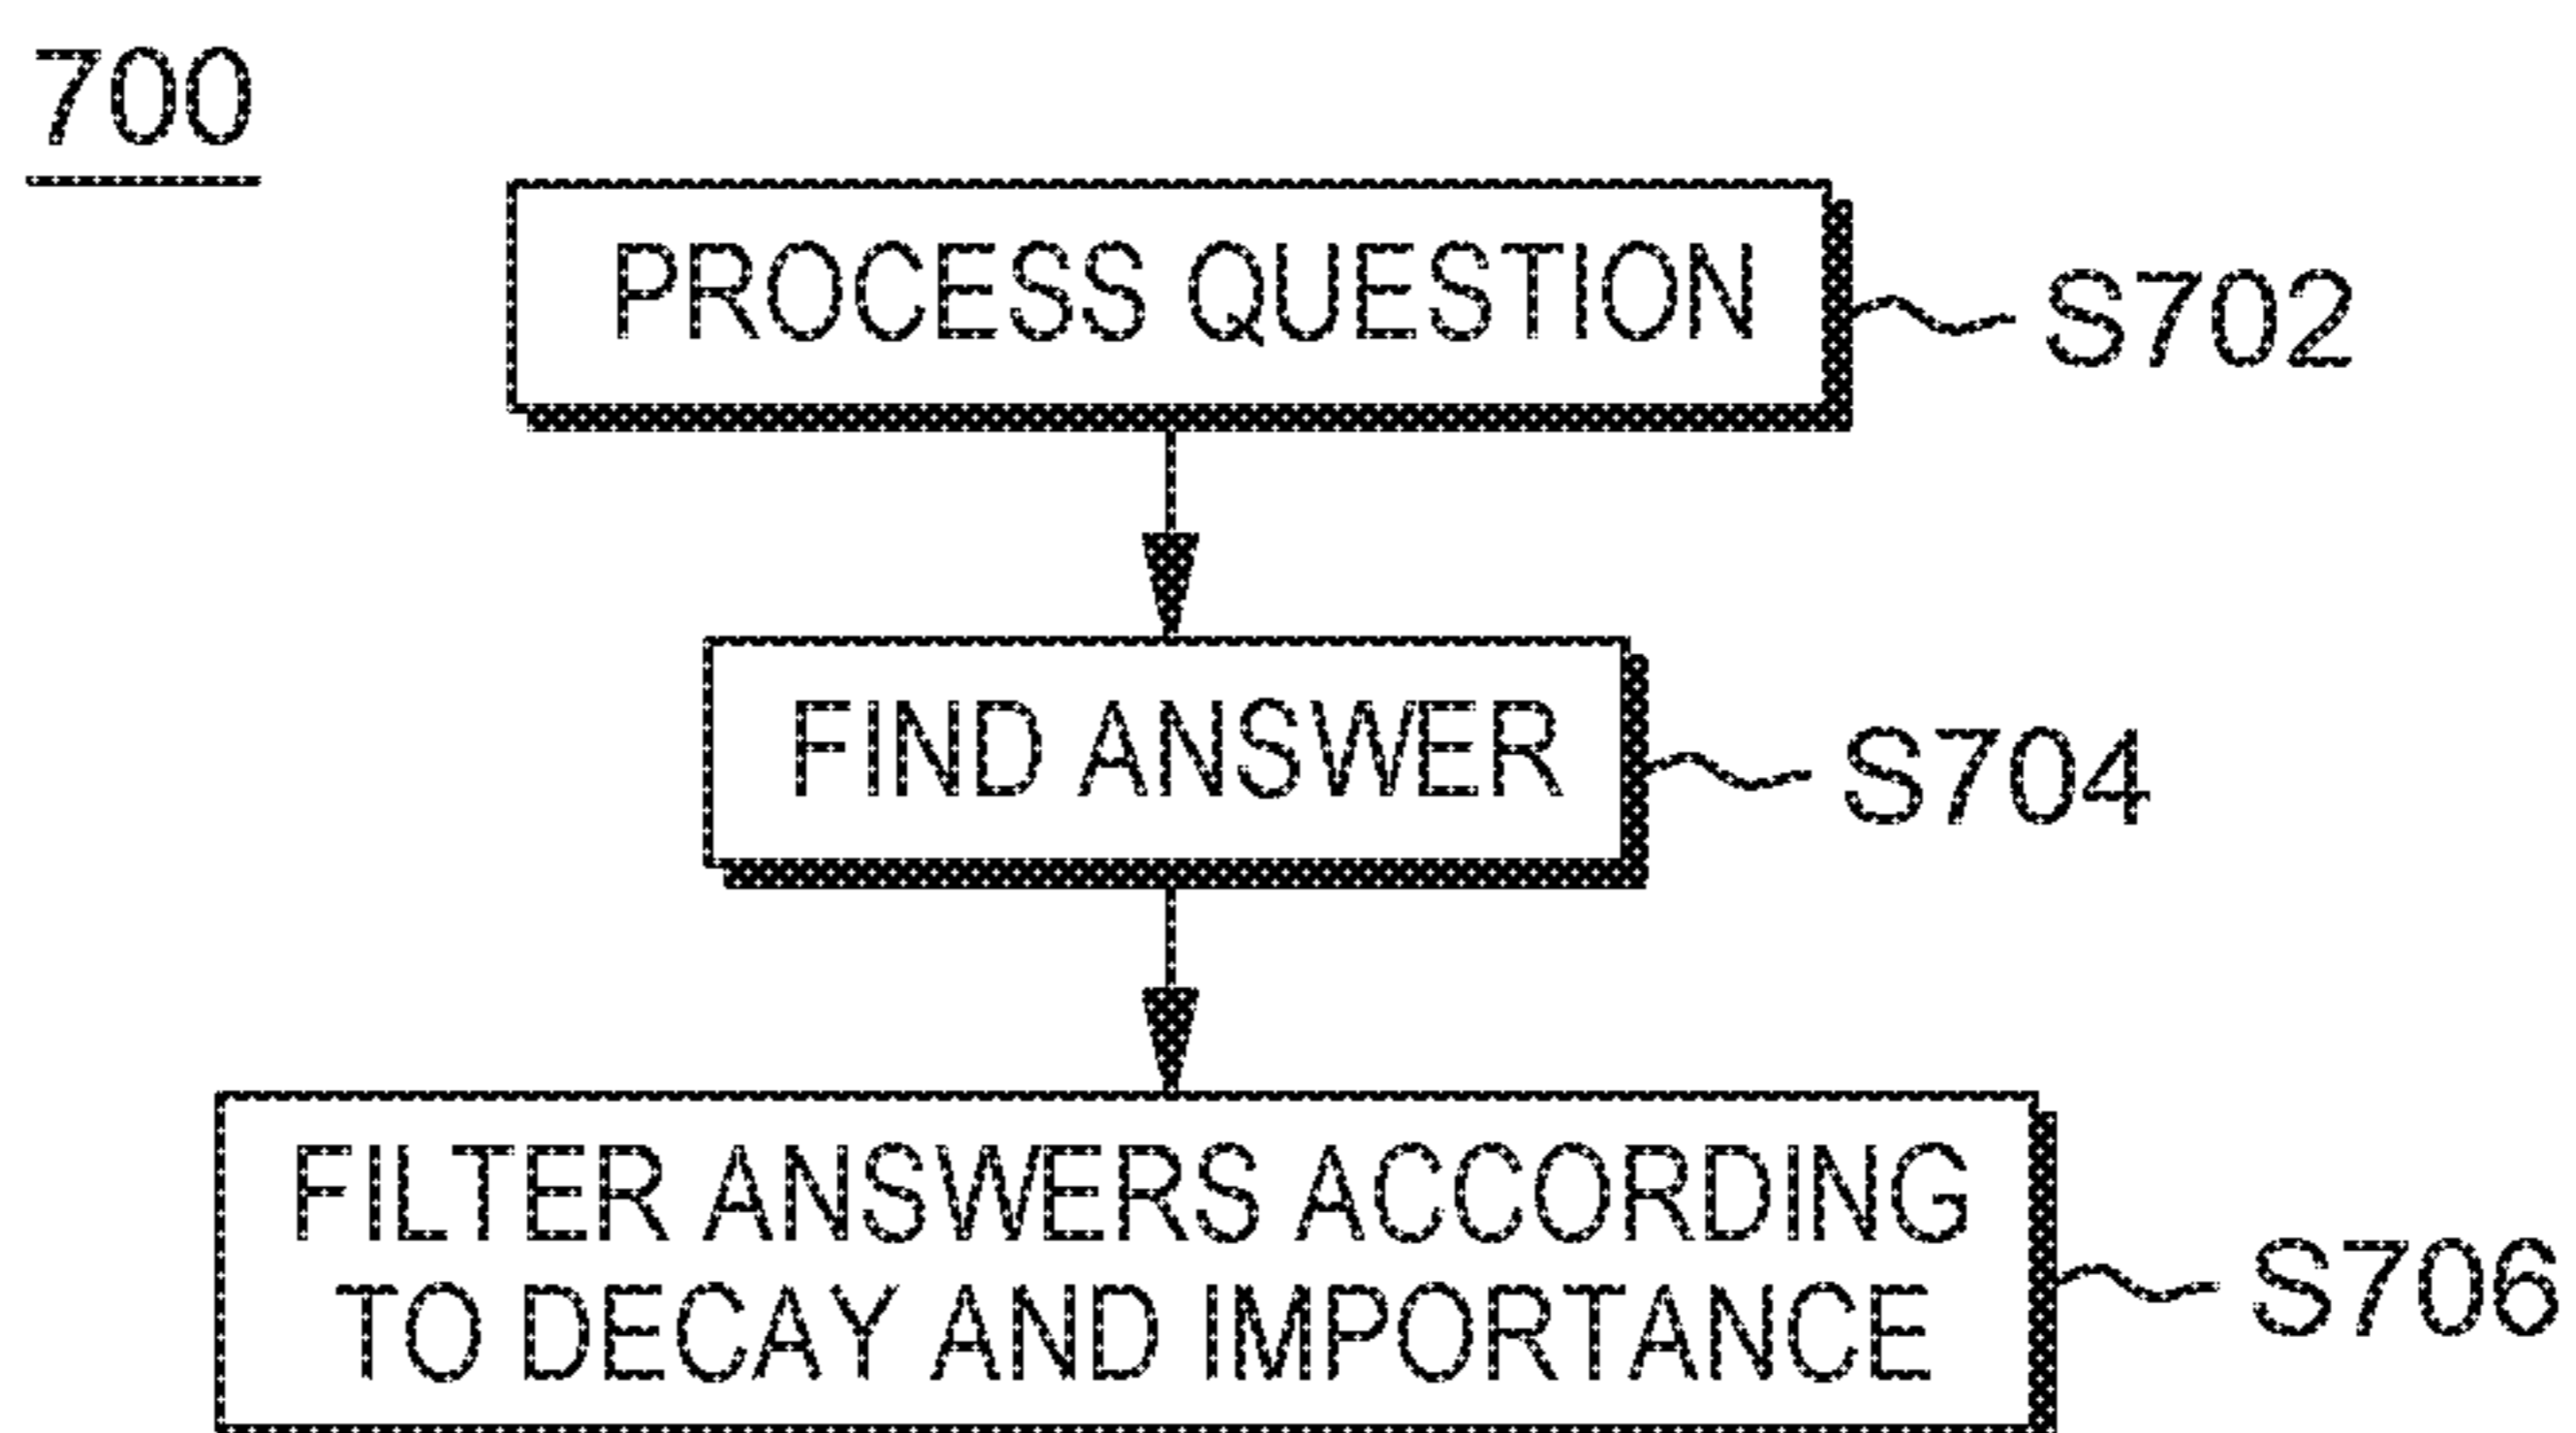 700
PROCESS QUESTION
S702
FIND ANSWER
S704
FILTER ANSWERS ACCORDING
TO DECAY AND IMPORTANCE
S706